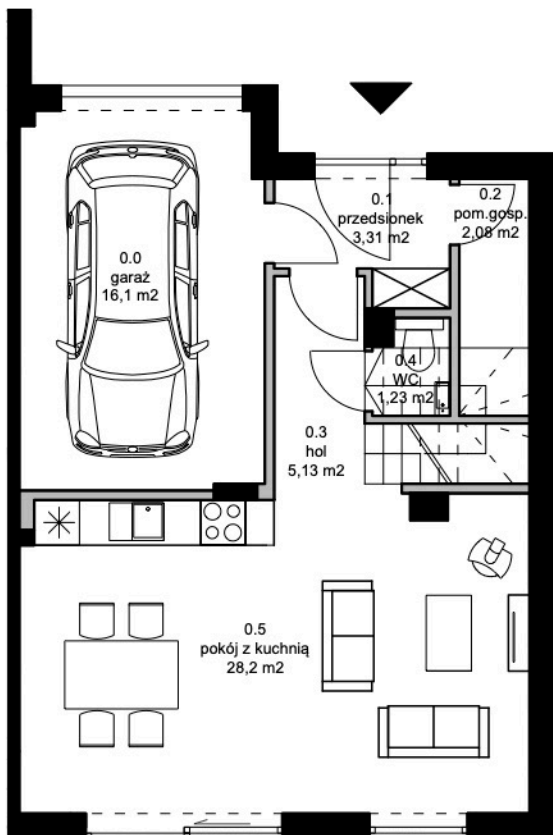 0.1
przedsionek
3,31 m2
0.2
pom.gosp.
2,08 m2
0.0
garaż
16,1 m2
0.4
WC
1,23 m2
0.3
hol
5,13 m2
0.5
pokój z kuchnią
28,2 m2